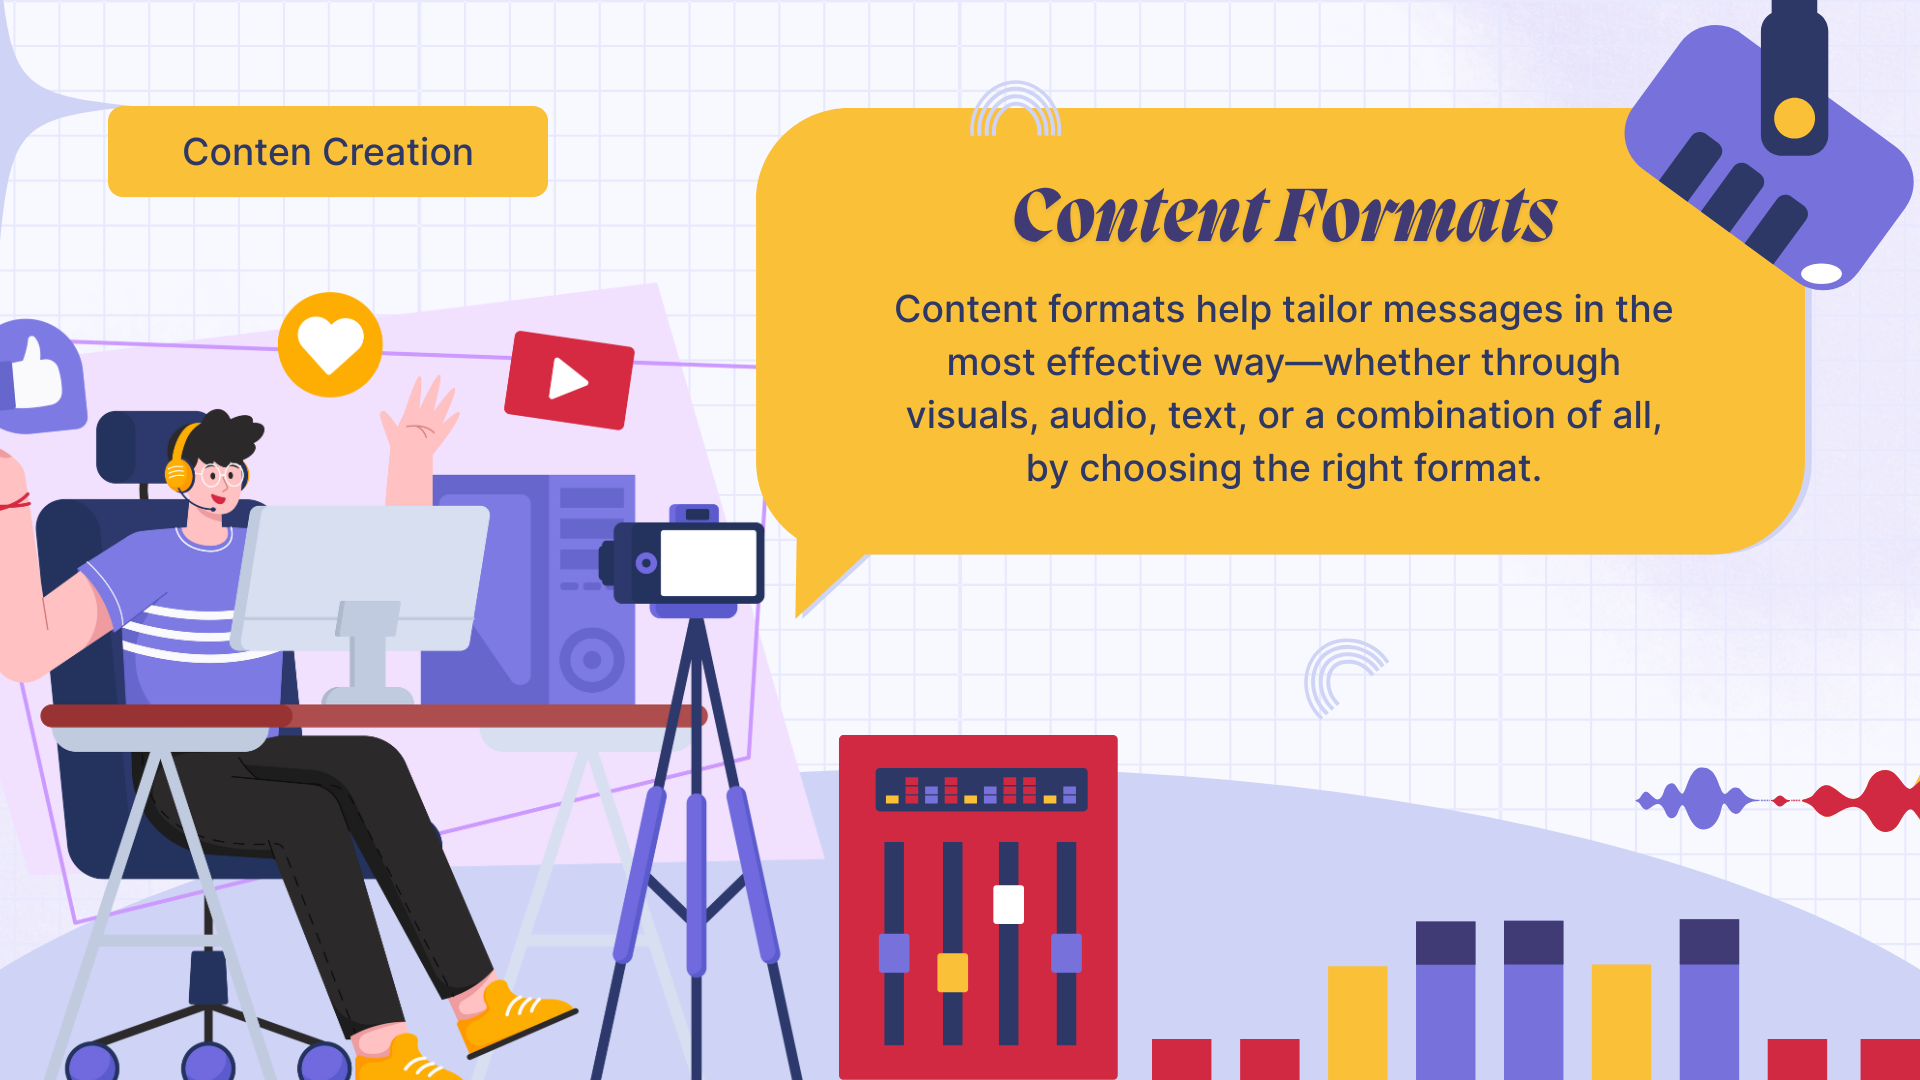 Conten Creation
Content Formats
Content formats help tailor messages in the
most effective way—whether through
visuals, audio, text, or a combination of all,
by choosing the right format.